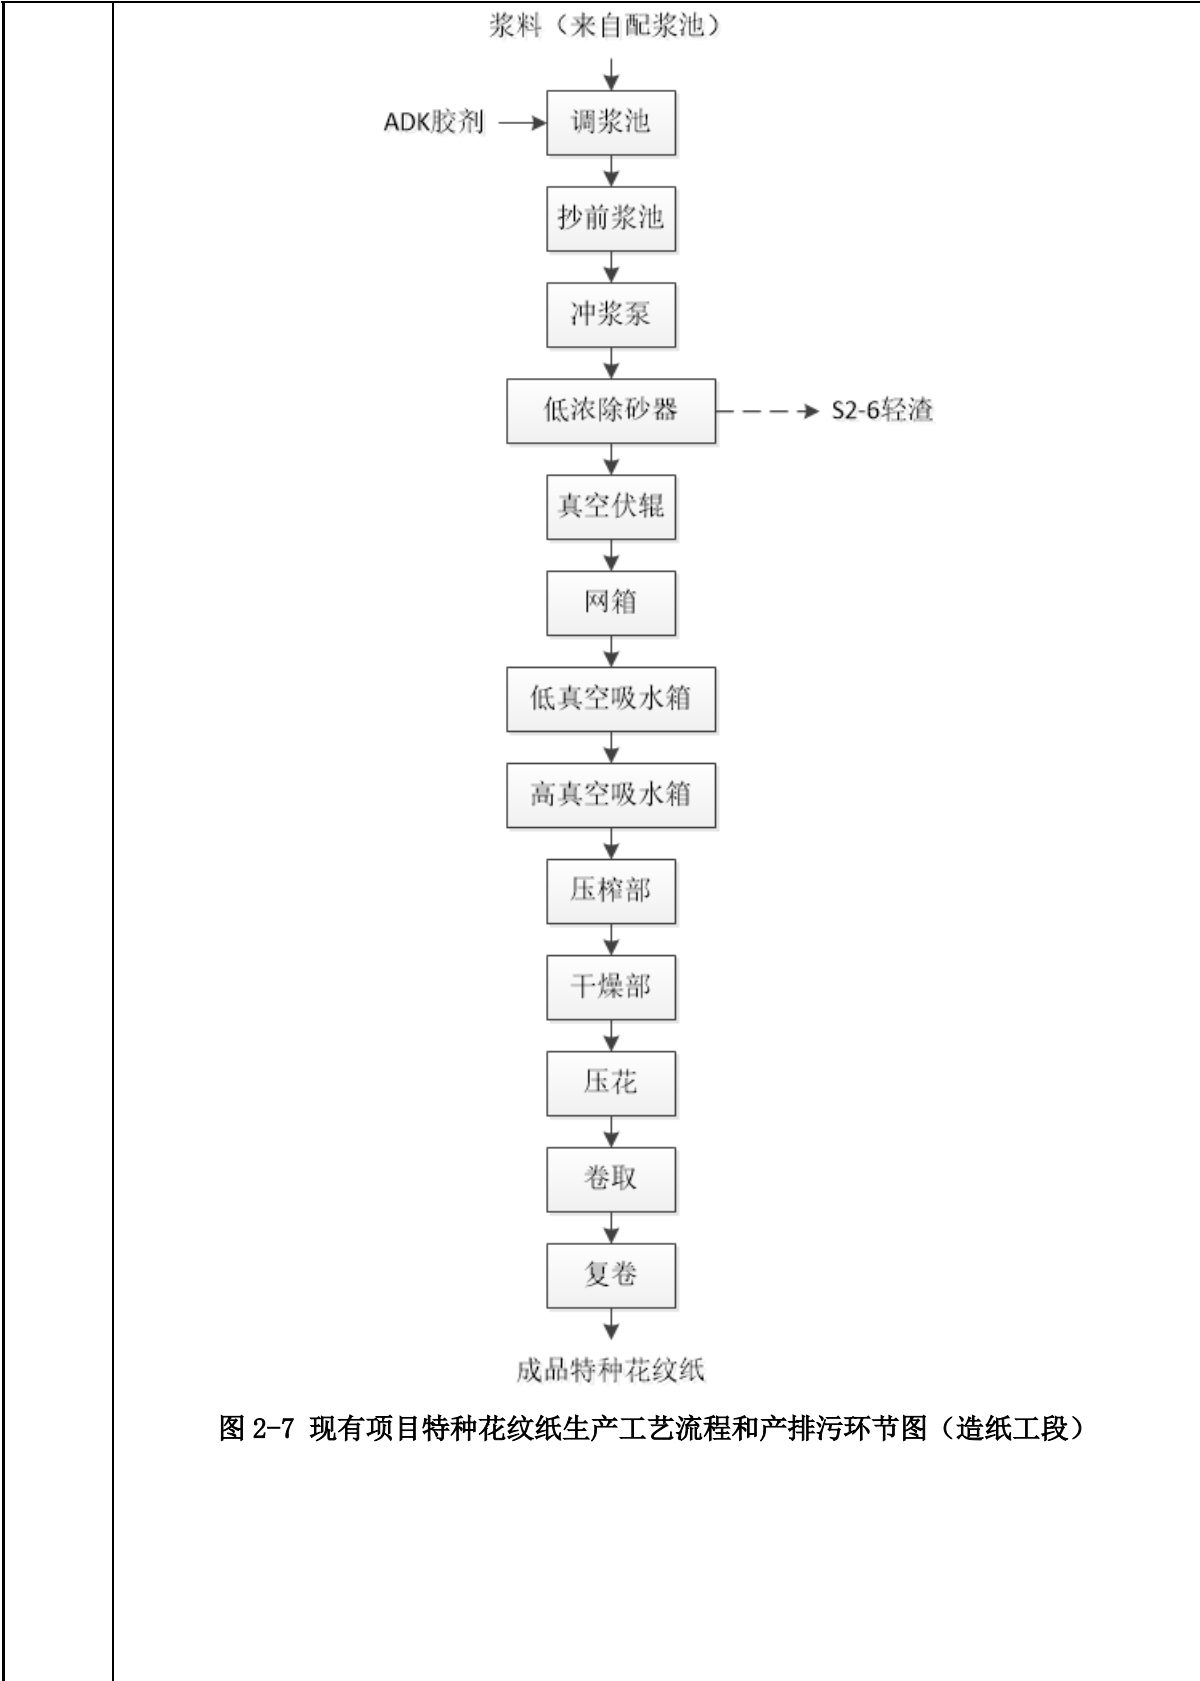 浆料（来自配浆池）
ADK胶剂
调浆池
抄前浆池
冲浆泵
低浓除砂器
S2-6轻渣
真空伏辊
网箱
低真空吸水箱
高真空吸水箱
压榨部
干燥部
压花
卷取
复卷
成品特种花纹纸
图 2-7 现有项目特种花纹纸生产工艺流程和产排污环节图（造纸工段）